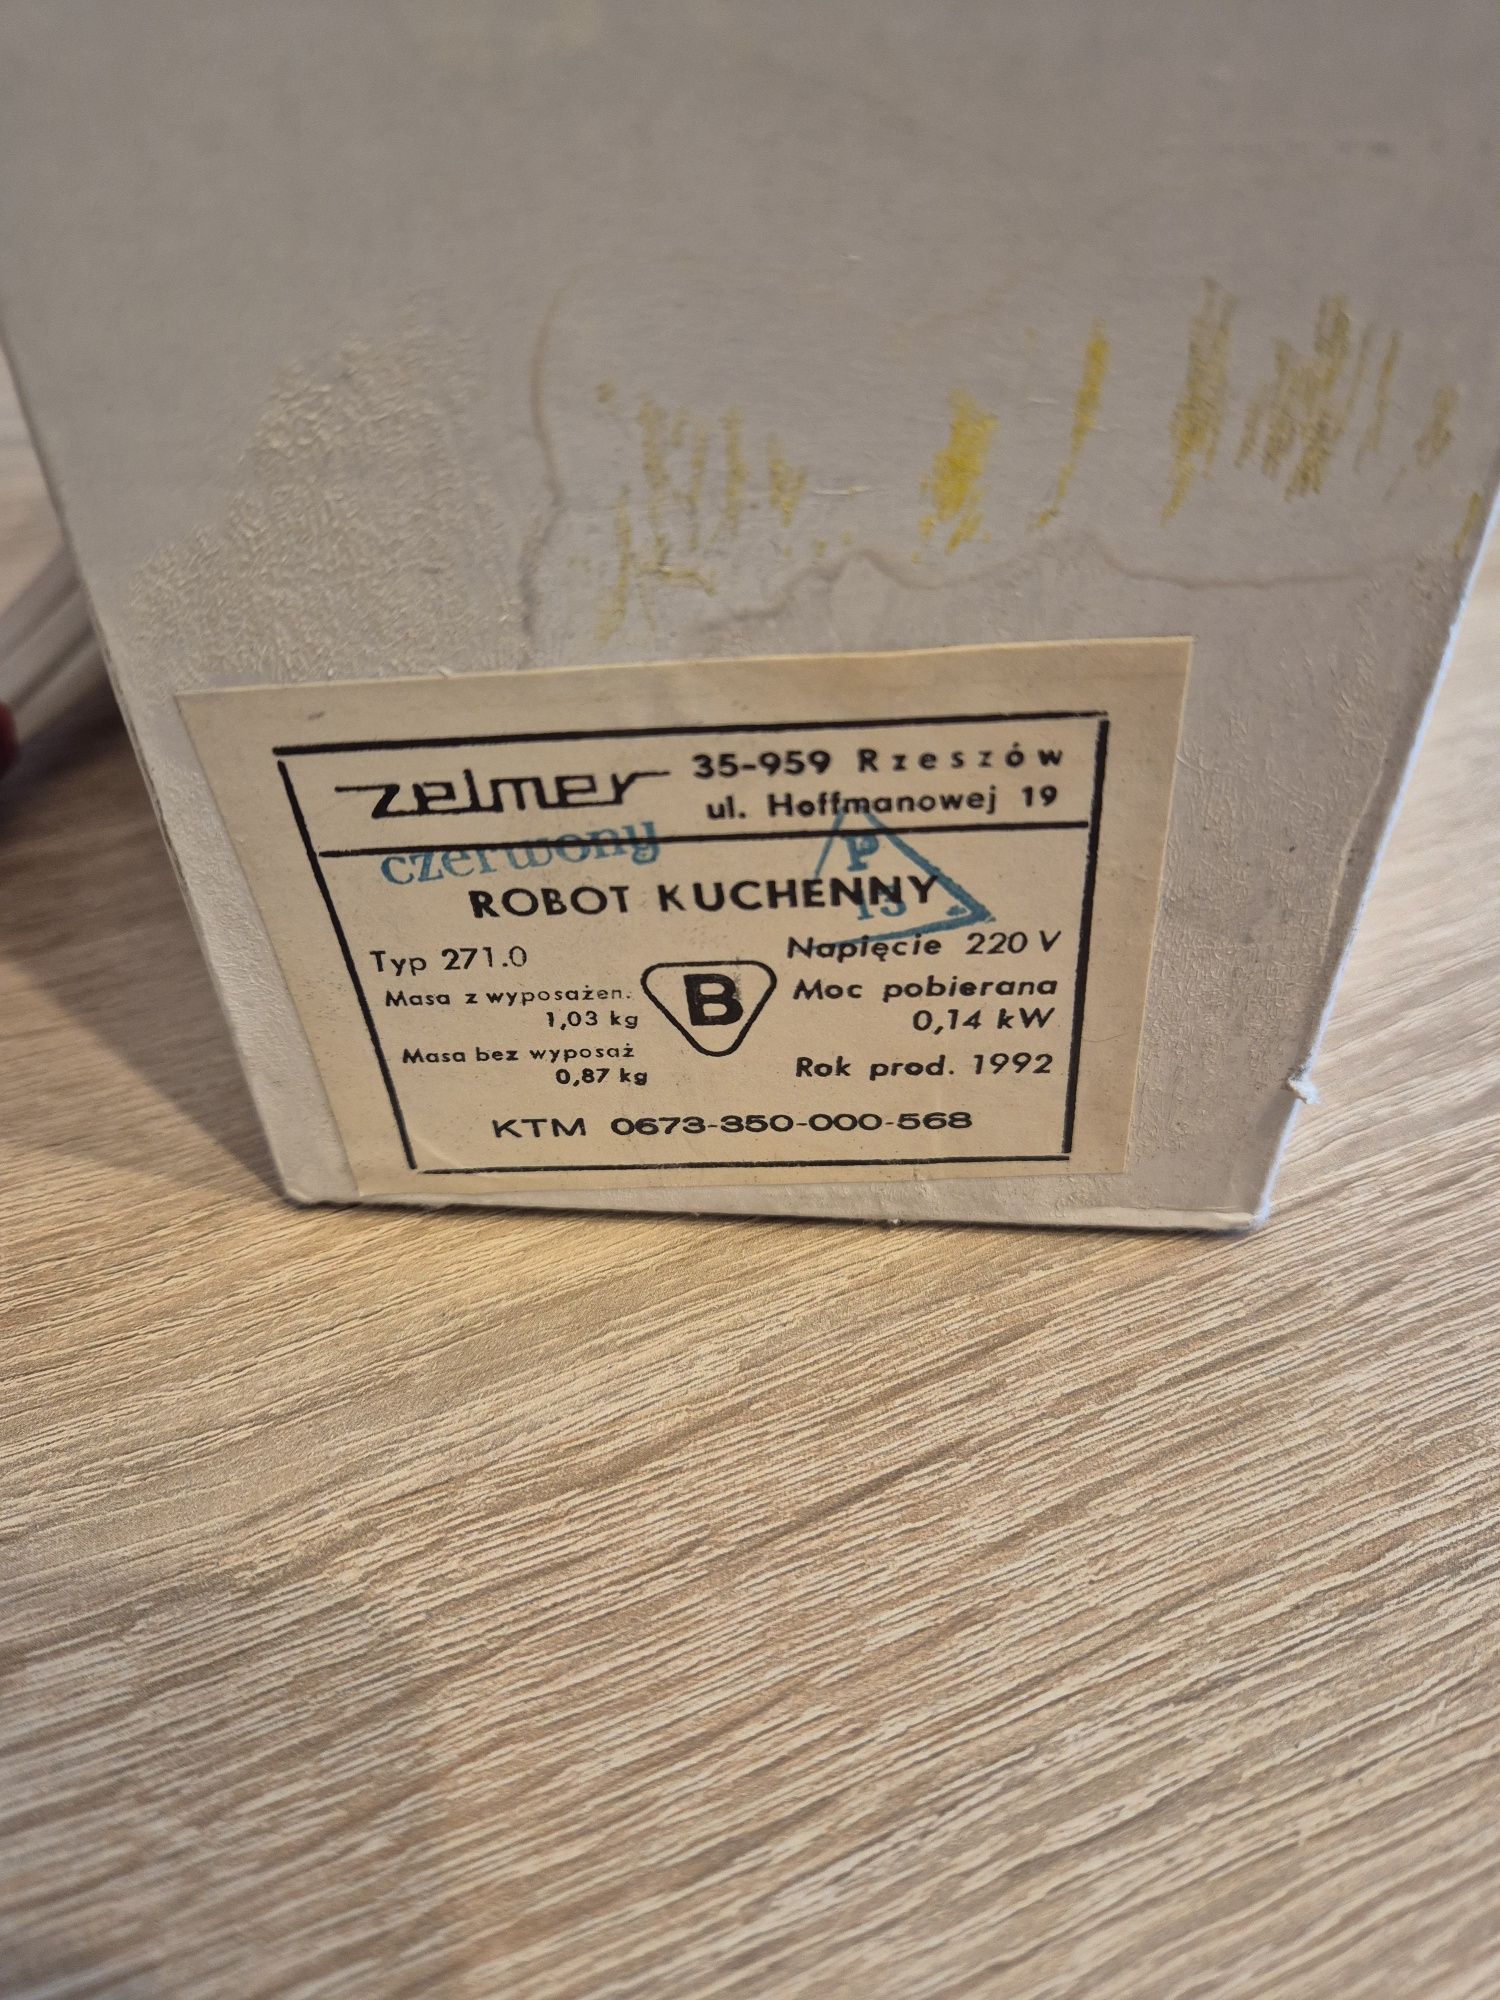 zelmer
35-959 Rzeszów
ul. Hoffmanowej 19
czerwony
P
13
ROBOT KUCHENNY
Typ 271.0
Masa z wyposażen.
1,03 kg
Masa bez wyposaż
0,87 kg
B
Napięcie 220 V
Moc pobierana
0,14 kW
Rok prod. 1992
KTM 0673-350-000-568